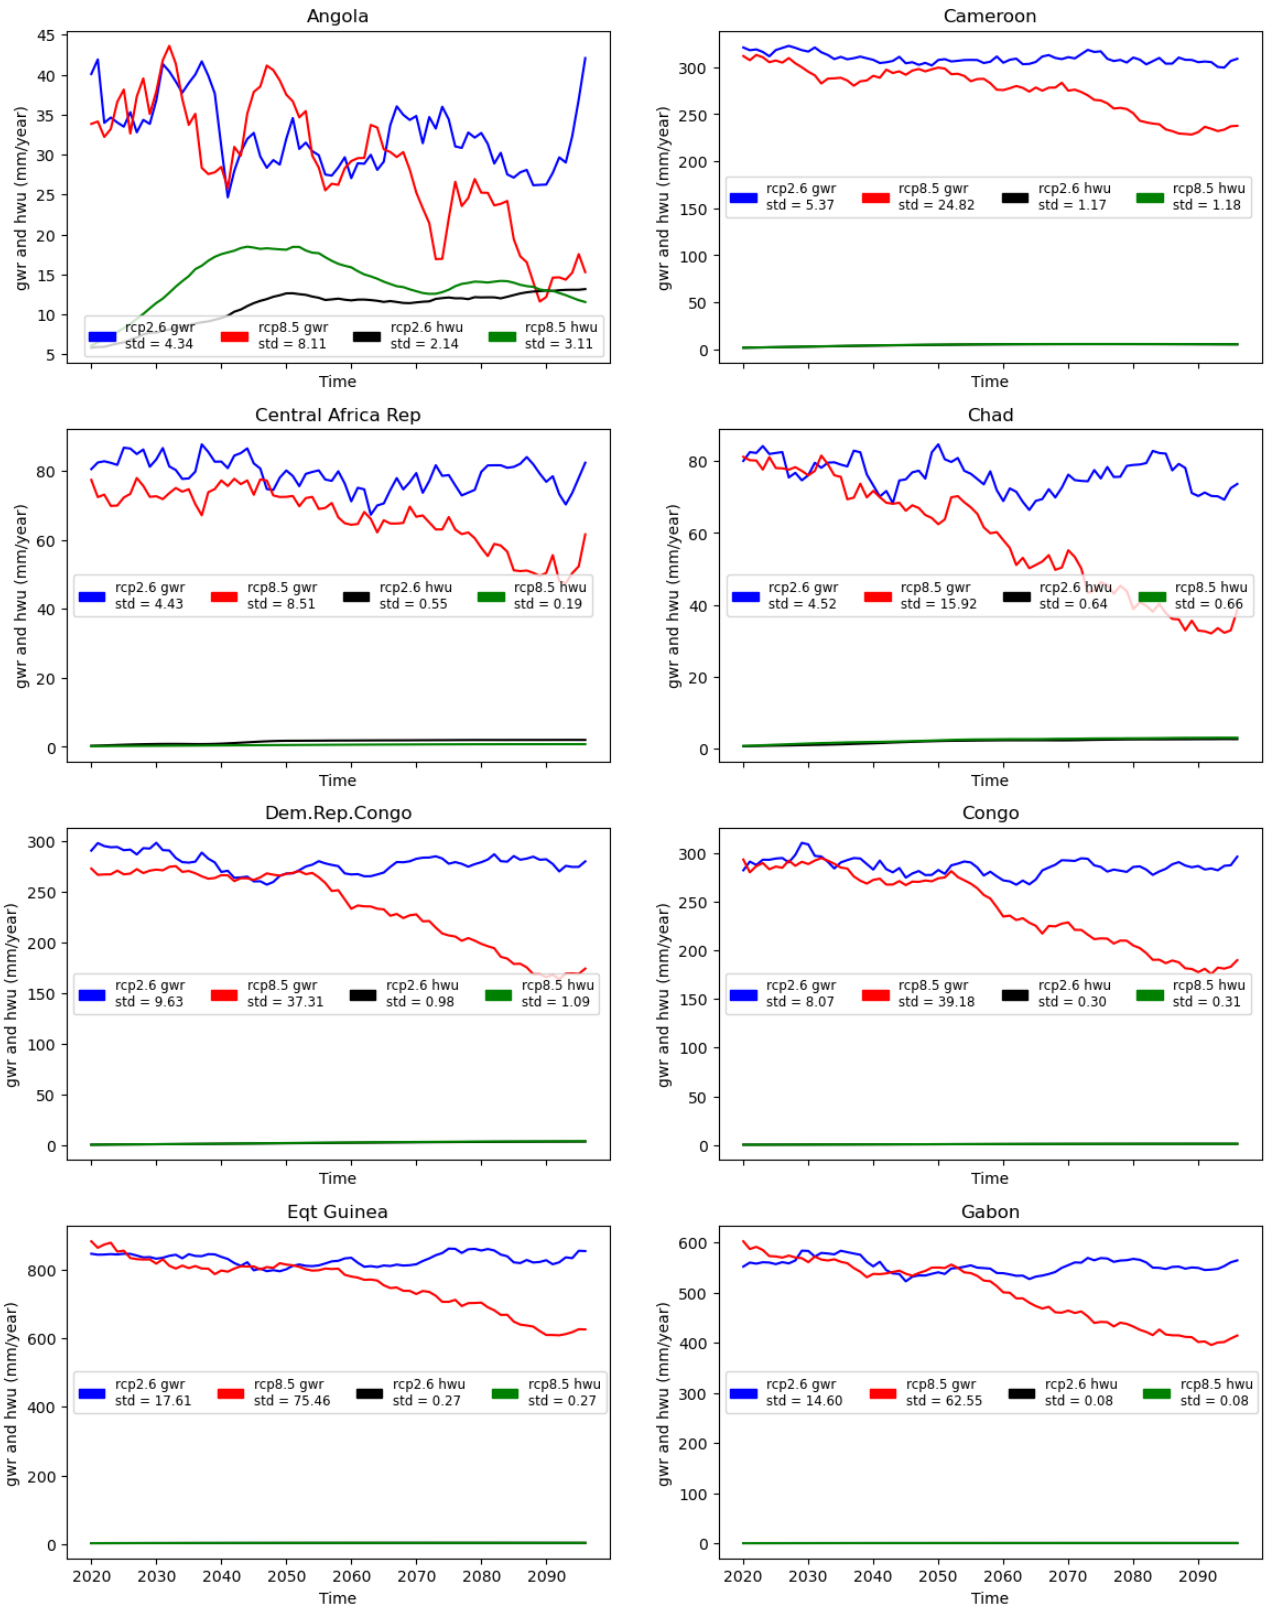 Angola
45
40
35
30
25
20
15
10
5
gwr and hwu (mm/year)
rcp2.6 gwr
std = 4.34
rcp8.5 gwr
std = 8.11
rcp2.6 hwu
std = 2.14
rcp8.5 hwu
std = 3.11
Time
Cameroon
300
250
200
150
100
50
0
gwr and hwu (mm/year)
rcp2.6 gwr
std = 5.37
rcp8.5 gwr
std = 24.82
rcp2.6 hwu
std = 1.17
rcp8.5 hwu
std = 1.18
Time
Central Africa Rep
80
60
40
20
0
gwr and hwu (mm/year)
rcp2.6 gwr
std = 4.43
rcp8.5 gwr
std = 8.51
rcp2.6 hwu
std = 0.55
rcp8.5 hwu
std = 0.19
Time
Chad
80
60
40
20
0
gwr and hwu (mm/year)
rcp2.6 gwr
std = 4.52
rcp8.5 gwr
std = 15.92
rcp2.6 hwu
std = 0.64
rcp8.5 hwu
std = 0.66
Time
Dem.Rep.Congo
300
250
200
150
100
50
0
gwr and hwu (mm/year)
rcp2.6 gwr
std = 9.63
rcp8.5 gwr
std = 37.31
rcp2.6 hwu
std = 0.98
rcp8.5 hwu
std = 1.09
Time
Congo
300
250
200
150
100
50
0
gwr and hwu (mm/year)
rcp2.6 gwr
std = 8.07
rcp8.5 gwr
std = 39.18
rcp2.6 hwu
std = 0.30
rcp8.5 hwu
std = 0.31
Time
Eqt Guinea
800
600
400
200
0
gwr and hwu (mm/year)
rcp2.6 gwr
std = 17.61
rcp8.5 gwr
std = 75.46
rcp2.6 hwu
std = 0.27
rcp8.5 hwu
std = 0.27
2020 2030 2040 2050 2060 2070 2080 2090
Time
Gabon
600
500
400
300
200
100
0
gwr and hwu (mm/year)
rcp2.6 gwr
std = 14.60
rcp8.5 gwr
std = 62.55
rcp2.6 hwu
std = 0.08
rcp8.5 hwu
std = 0.08
2020 2030 2040 2050 2060 2070 2080 2090
Time